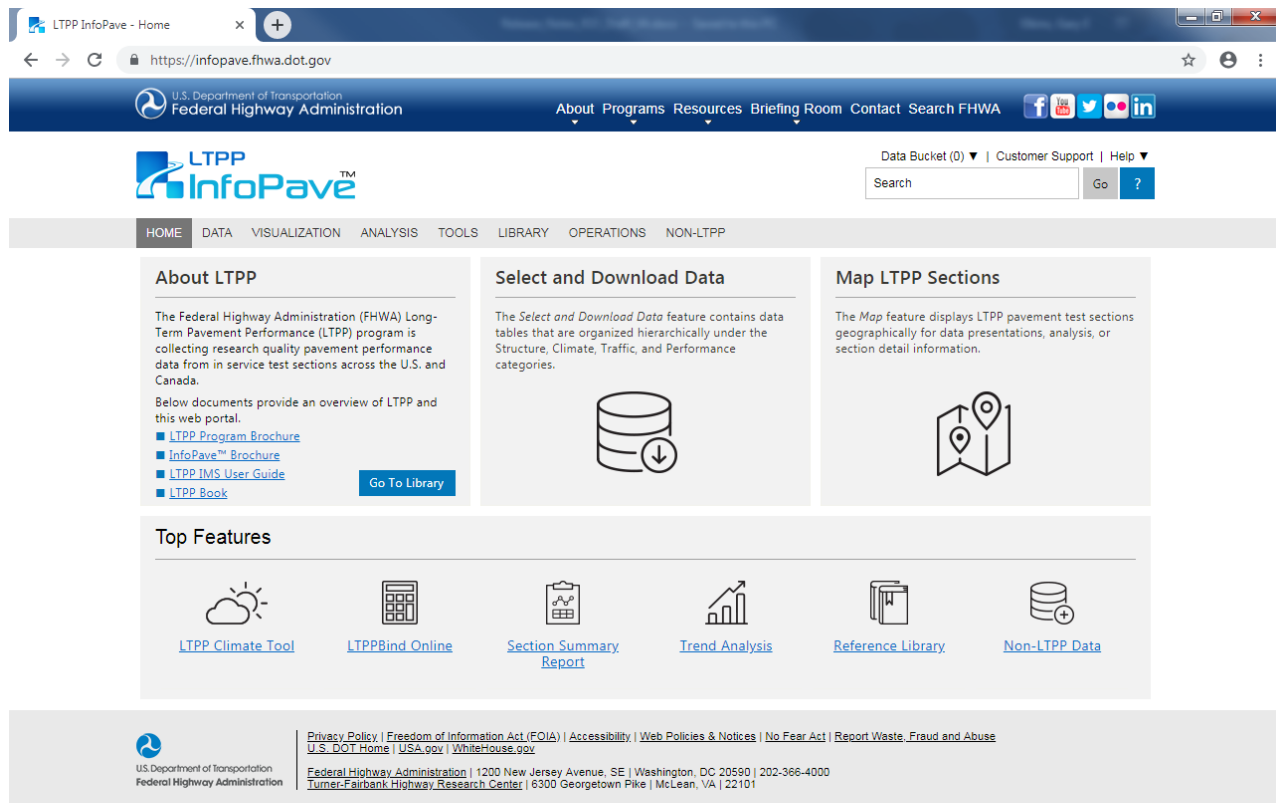 LTPP InfoPave - Home
https://infopave.fhwa.dot.gov
U.S. Department of Transportation
Federal Highway Administration
About Programs Resources Briefing Room Contact Search FHWA
You
Tube
in
LTPP
InfoPave™
Data Bucket (0) ▼ | Customer Support | Help ▼
Search Go ?
HOME DATA VISUALIZATION ANALYSIS TOOLS LIBRARY OPERATIONS NON-LTPP
About LTPP
The Federal Highway Administration (FHWA) Long-
Term Pavement Performance (LTPP) program is
collecting research quality pavement performance
data from in service test sections across the U.S. and
Canada.
Below documents provide an overview of LTPP and
this web portal.
LTPP Program Brochure
InfoPave™ Brochure
LTPP IMS User Guide
LTPP Book
Go To Library
Select and Download Data
The Select and Download Data feature contains data
tables that are organized hierarchically under the
Structure, Climate, Traffic, and Performance
categories.
Map LTPP Sections
The Map feature displays LTPP pavement test sections
geographically for data presentations, analysis, or
section detail information.
Top Features
LTPP Climate Tool
LTPPBind Online
Section Summary
Report
Trend Analysis
Reference Library
Non-LTPP Data
U.S. Department of Transportation
Federal Highway Administration
Privacy Policy | Freedom of Information Act (FOIA) | Accessibility | Web Policies & Notices | No Fear Act | Report Waste, Fraud and Abuse
U.S. DOT Home | USA.gov | WhiteHouse.gov
Federal Highway Administration | 1200 New Jersey Avenue, SE | Washington, DC 20590 | 202-366-4000
Turner-Fairbank Highway Research Center | 6300 Georgetown Pike | McLean, VA | 22101